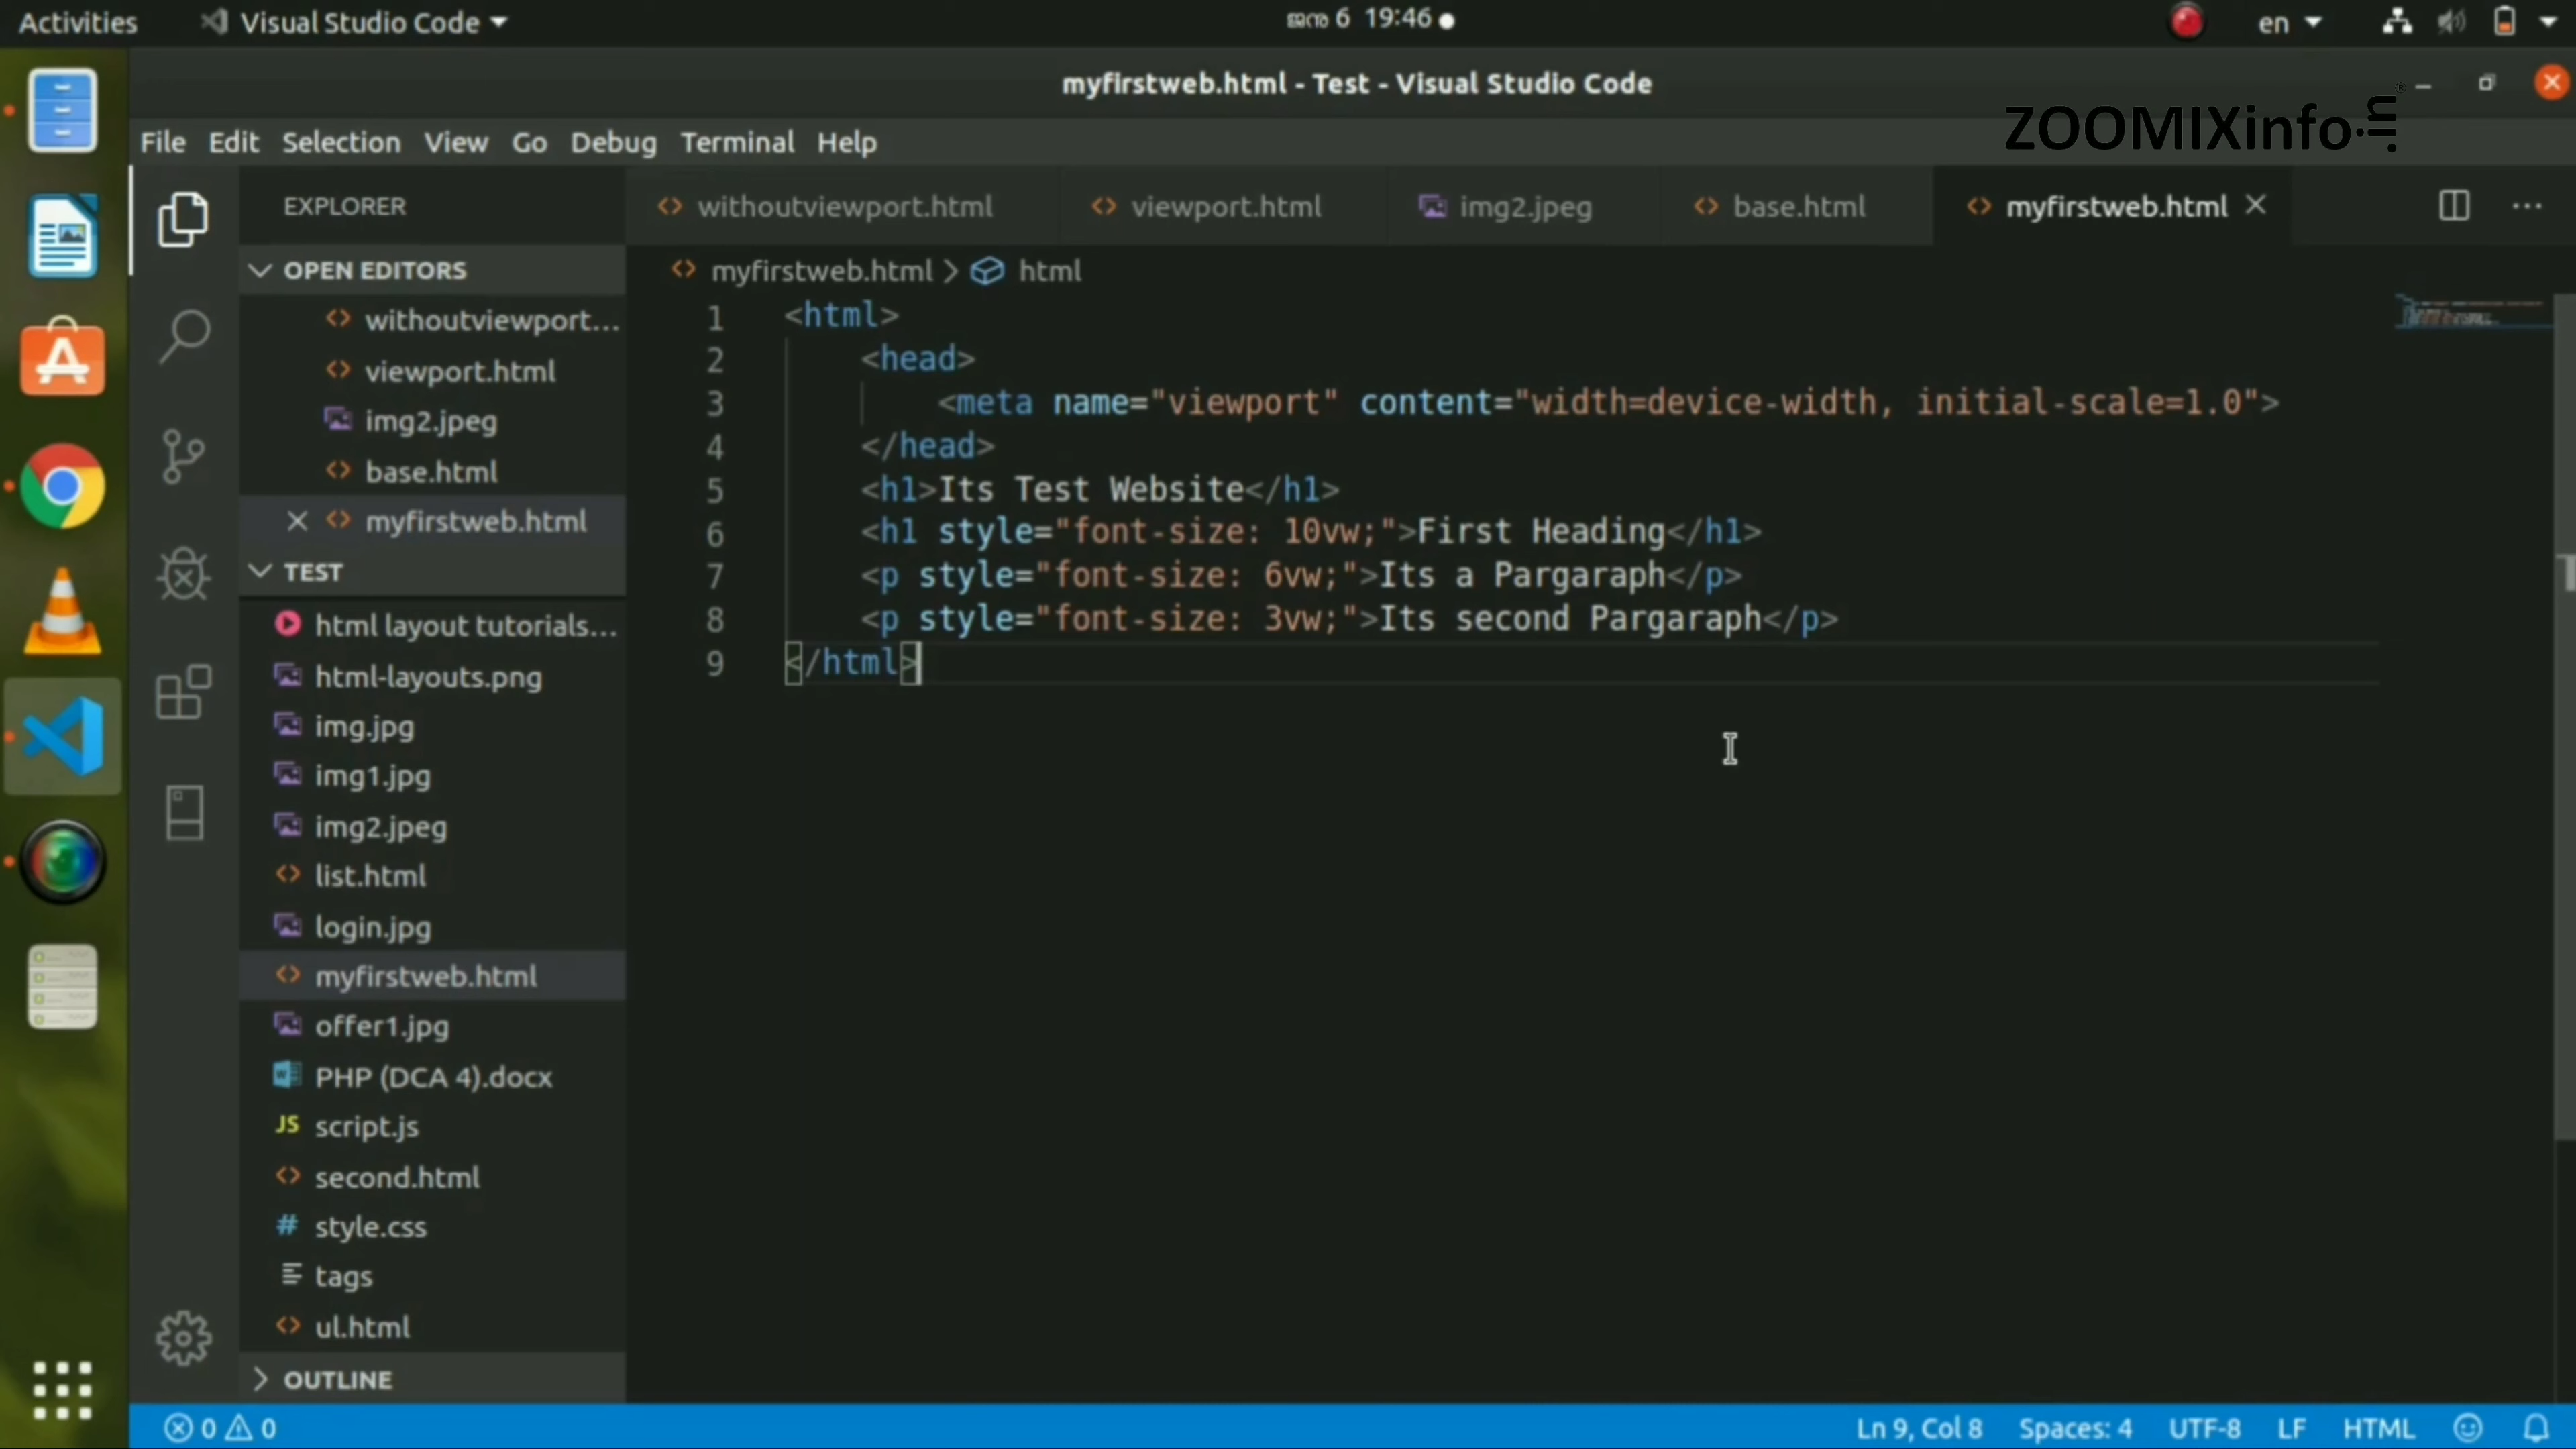 Activities
Visual Studio Code
ജനു 6 19:46
en
myfirstweb.html - Test - Visual Studio Code
ZOOMIXinfo.in
File Edit Selection View Go Debug Terminal Help
EXPLORER
withoutviewport.html
viewport.html
img2.jpeg
base.html
myfirstweb.html
OPEN EDITORS
withoutviewport...
viewport.html
img2.jpeg
base.html
myfirstweb.html
TEST
html layout tutorials...
html-layouts.png
img.jpg
img1.jpg
img2.jpeg
list.html
login.jpg
myfirstweb.html
offer1.jpg
PHP (DCA 4).docx
JS script.js
second.html
# style.css
tags
ul.html
OUTLINE
myfirstweb.html > html
1 <html>
2 <head>
3 <meta name="viewport" content="width=device-width, initial-scale=1.0">
4 </head>
5 <h1>Its Test Website</h1>
6 <h1 style="font-size: 10vw;">First Heading</h1>
7 <p style="font-size: 6vw;">Its a Pargaraph</p>
8 <p style="font-size: 3vw;">Its second Pargaraph</p>
9 </html>
0 0
Ln 9, Col 8 Spaces: 4 UTF-8 LF HTML